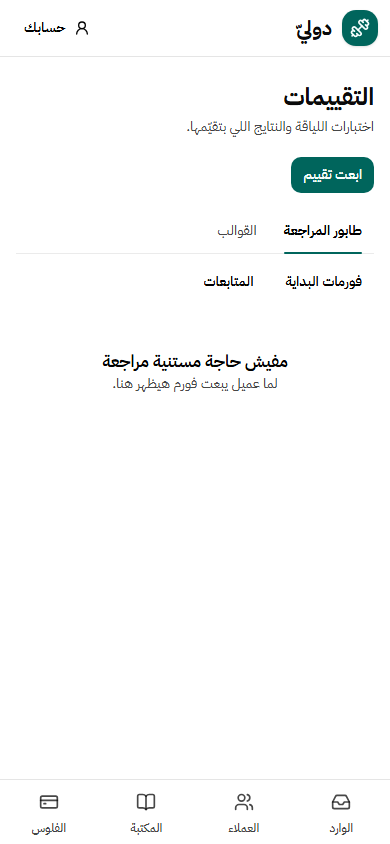 دوليّ
حسابك
التقييمات
اختبارات اللياقة والنتايج اللي بتقيّمها.
ابعت تقييم
طابور المراجعة
القوالب
فورمات البداية
المتابعات
مفيش حاجة مستنية مراجعة
لما عميل يبعت فورم هيظهر هنا.
الوارد
العملاء
المكتبة
الفلوس